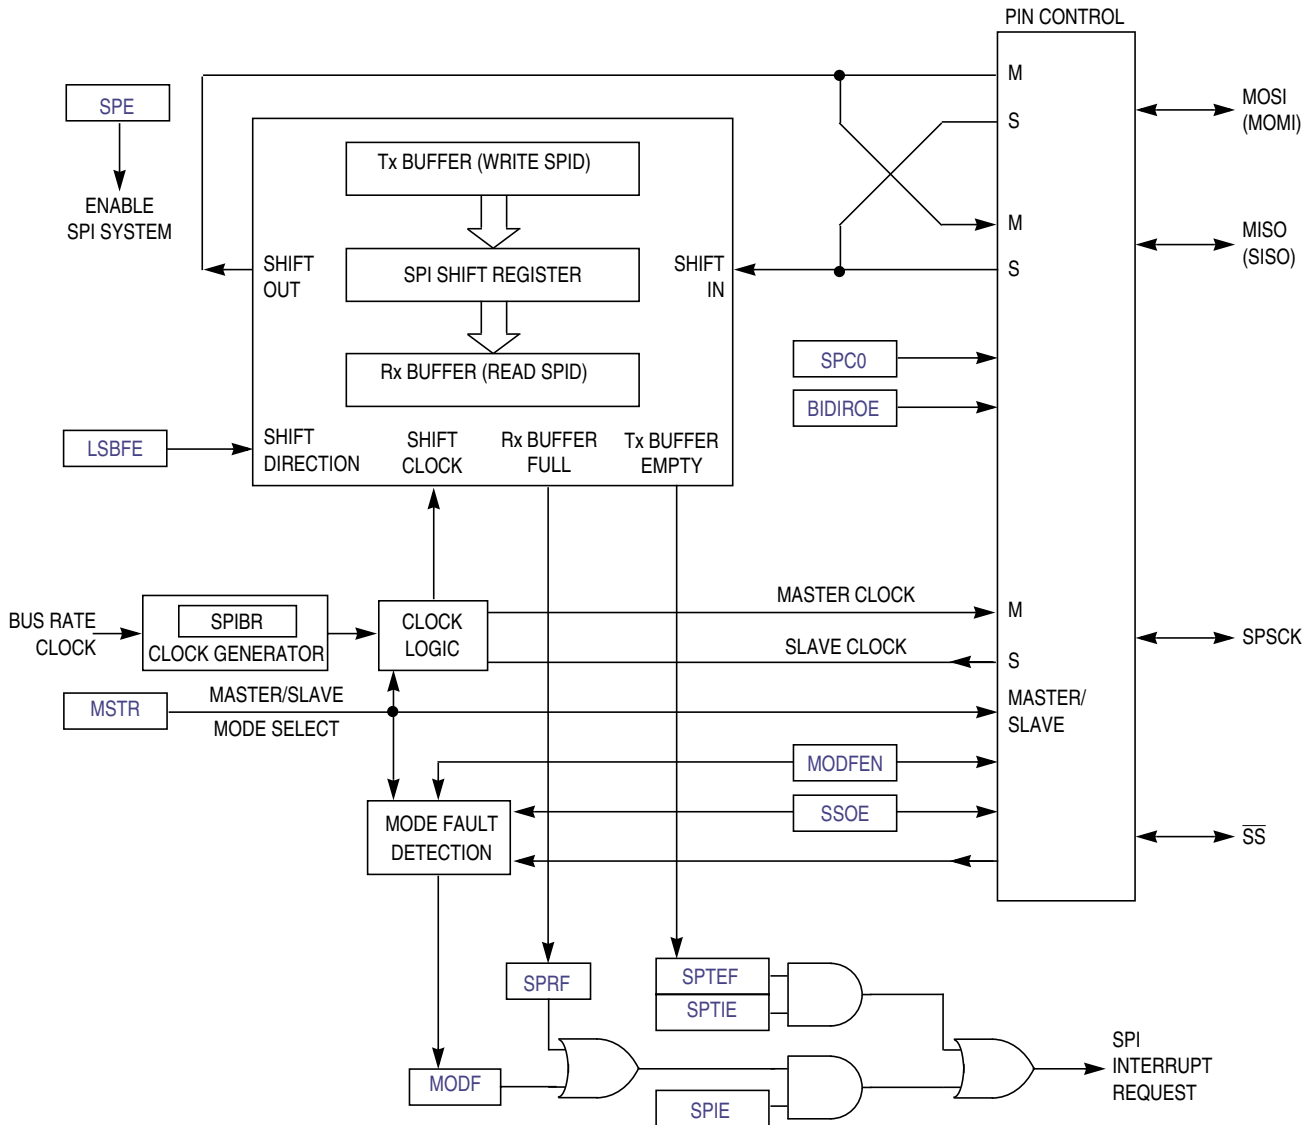 PIN CONTROL
M
SPE
MOSI
(MOMI)
S
Tx BUFFER (WRITE SPID)
ENABLE
SPI SYSTEM
M
MISO
(SISO)
SHIFT
OUT
SPI SHIFT REGISTER
SHIFT
IN
S
SPC0
Rx BUFFER (READ SPID)
BIDIROE
LSBFE
SHIFT
DIRECTION
SHIFT
CLOCK
Rx BUFFER
FULL
Tx BUFFER
EMPTY
MASTER CLOCK
M
BUS RATE
CLOCK
SPIBR
CLOCK GENERATOR
CLOCK
LOGIC
SLAVE CLOCK
S
SPSCK
MSTR
MASTER/SLAVE
MODE SELECT
MASTER/
SLAVE
MODFEN
SSOE
MODE FAULT
DETECTION
SS
SPRF
SPTEF
SPTIE
SPI
INTERRUPT
REQUEST
MODF
SPIE